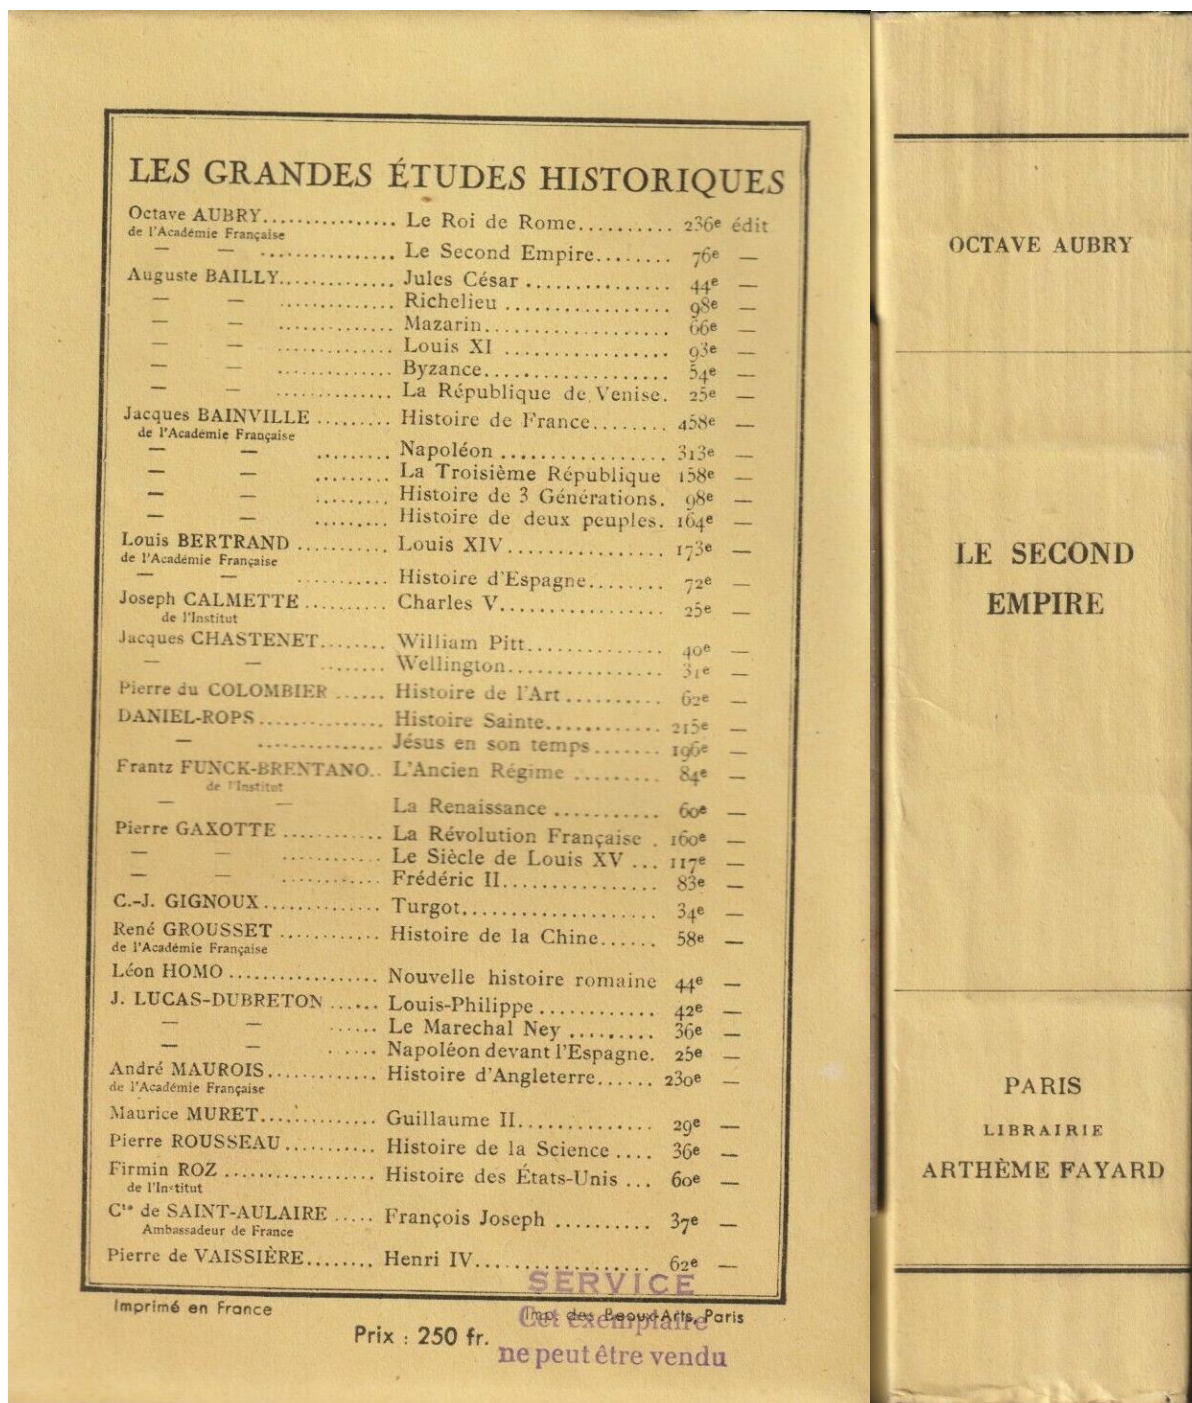 LES GRANDES ÉTUDES HISTORIQUES
Octave AUBRY................ Le Roi de Rome.......... 236e édit
de l'Académie Française
— — ................ Le Second Empire........ 76e —
Auguste BAILLY.............. Jules César ............... 44e —
— — ............. Richelieu ................. 98e —
— — ............. Mazarin................... 66e —
— — ............. Louis XI ................. 93e —
— — ............. Byzance................... 54e —
— — ............. La République de Venise. 25e —
Jacques BAINVILLE ......... Histoire de France........ 458e —
de l'Académie Française
— — ......... Napoléon ................. 313e —
— — ......... La Troisième République 158e —
— — ......... Histoire de 3 Générations. 98e —
— — ......... Histoire de deux peuples. 164e —
Louis BERTRAND ........... Louis XIV................ 173e —
de l'Académie Française
— — ........... Histoire d'Espagne........ 72e —
Joseph CALMETTE .......... Charles V................. 25e —
de l'Institut
Jacques CHASTENET........ William Pitt.............. 40e —
— — ........ Wellington................ 31e —
Pierre du COLOMBIER ...... Histoire de l'Art .......... 62e —
DANIEL-ROPS............... Histoire Sainte............ 215e —
— ............... Jésus en son temps....... 196e —
Frantz FUNCK-BRENTANO.. L'Ancien Régime ......... 84e —
de l'Institut
— — La Renaissance ........... 60e —
Pierre GAXOTTE ............ La Révolution Française . 160e —
— — ............ Le Siècle de Louis XV ... 117e —
— — ............ Frédéric II................ 83e —
C.-J. GIGNOUX.............. Turgot.................... 34e —
René GROUSSET ............ Histoire de la Chine...... 58e —
de l'Académie Française
Léon HOMO .................. Nouvelle histoire romaine 44e —
J. LUCAS-DUBRETON ...... Louis-Philippe ............ 42e —
— — ...... Le Marechal Ney ......... 36e —
— — ...... Napoléon devant l'Espagne. 25e —
André MAUROIS............. Histoire d'Angleterre...... 230e —
de l'Académie Française
Maurice MURET.............. Guillaume II.............. 29e —
Pierre ROUSSEAU ........... Histoire de la Science .... 36e —
Firmin ROZ .................. Histoire des États-Unis ... 60e —
de l'Institut
Cte de SAINT-AULAIRE ..... François Joseph .......... 37e —
Ambassadeur de France
Pierre de VAISSIÈRE........ Henri IV.................. 62e —
Imprimé en France
Imp. des Beaux-Arts, Paris
Prix : 250 fr.
SERVICE
Cet exemplaire
ne peut être vendu
OCTAVE AUBRY
LE SECOND
EMPIRE
PARIS
LIBRAIRIE
ARTHÈME FAYARD